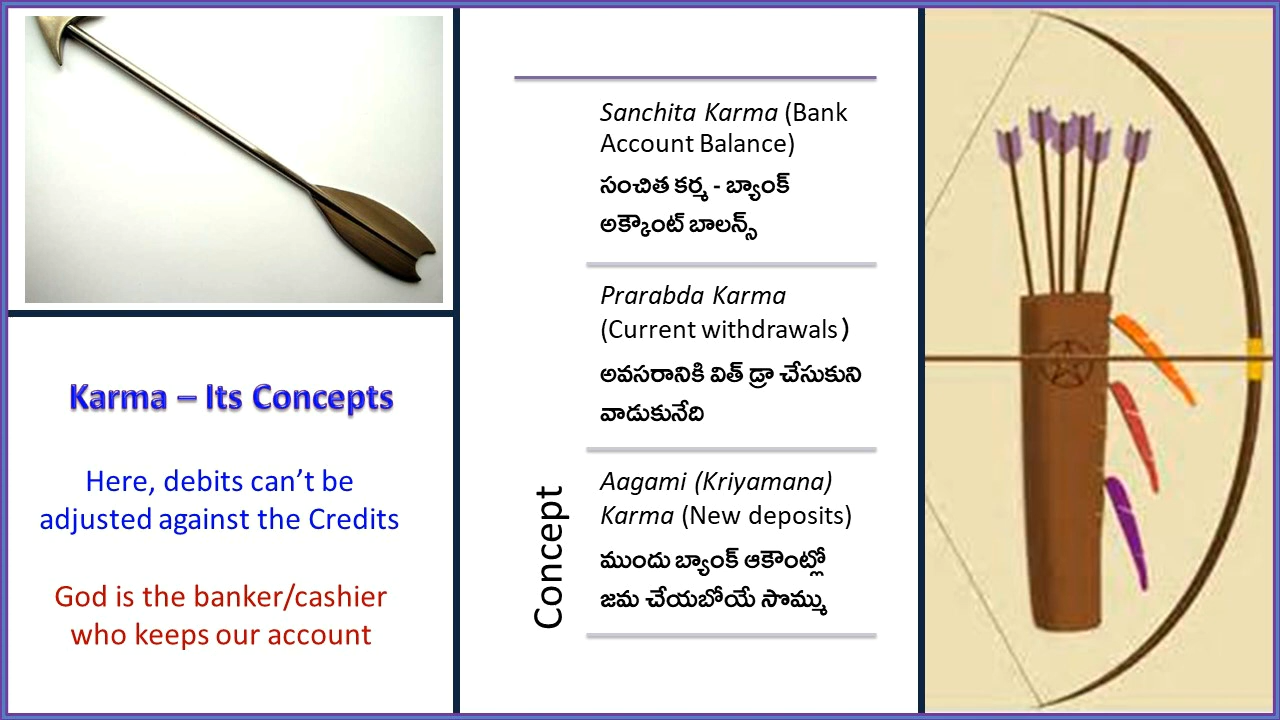 Karma – Its Concepts
Here, debits can’t be
adjusted against the Credits
God is the banker/cashier
who keeps our account
Concept
Sanchita Karma (Bank
Account Balance)
సంచిత కర్మ - బ్యాంక్
అక్కౌంట్ బాలన్స్
Prarabda Karma
(Current withdrawals)
అవసరానికి విత్ డ్రా చేసుకుని
వాడుకునేది
Aagami (Kriyamana)
Karma (New deposits)
ముందు బ్యాంక్ ఆకౌంట్లో
జమ చేయబోయే సొమ్ము